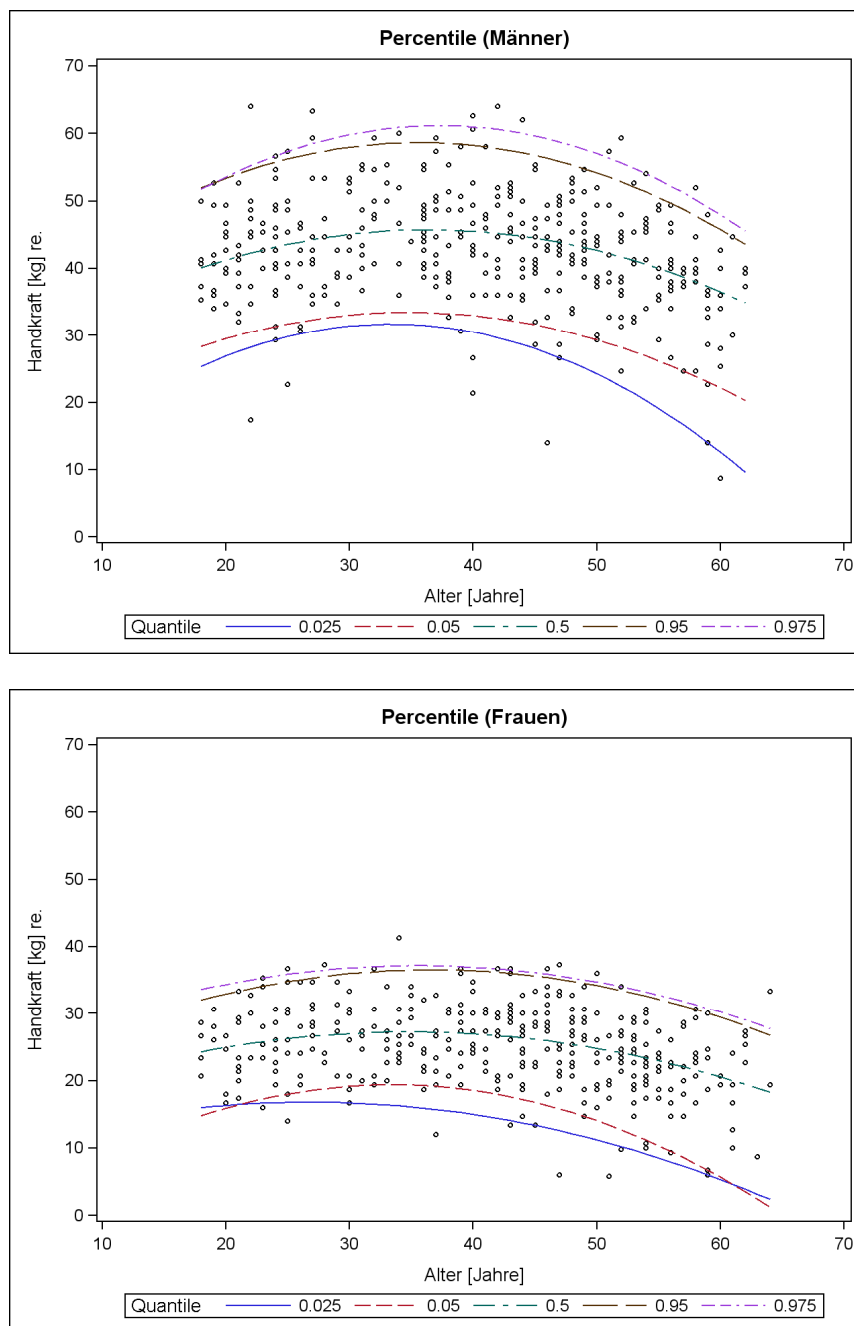 Percentile (Männer)
70
60
50
40
30
20
10
0
Handkraft [kg] re.
10 20 30 40 50 60 70
Alter [Jahre]
Quantile 0.025 0.05 0.5 0.95 0.975
Percentile (Frauen)
70
60
50
40
30
20
10
0
Handkraft [kg] re.
10 20 30 40 50 60 70
Alter [Jahre]
Quantile 0.025 0.05 0.5 0.95 0.975